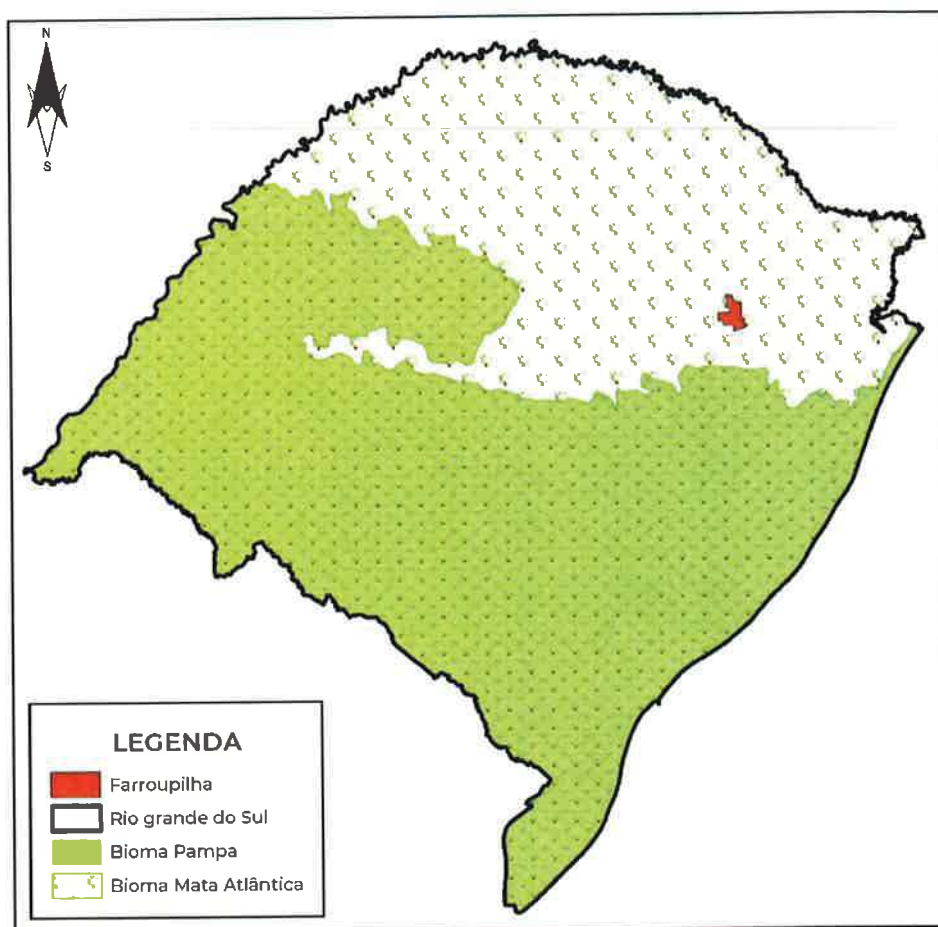 N
S
LEGENDA
Farroupilha
Rio grande do Sul
Bioma Pampa
Bioma Mata Atlântica